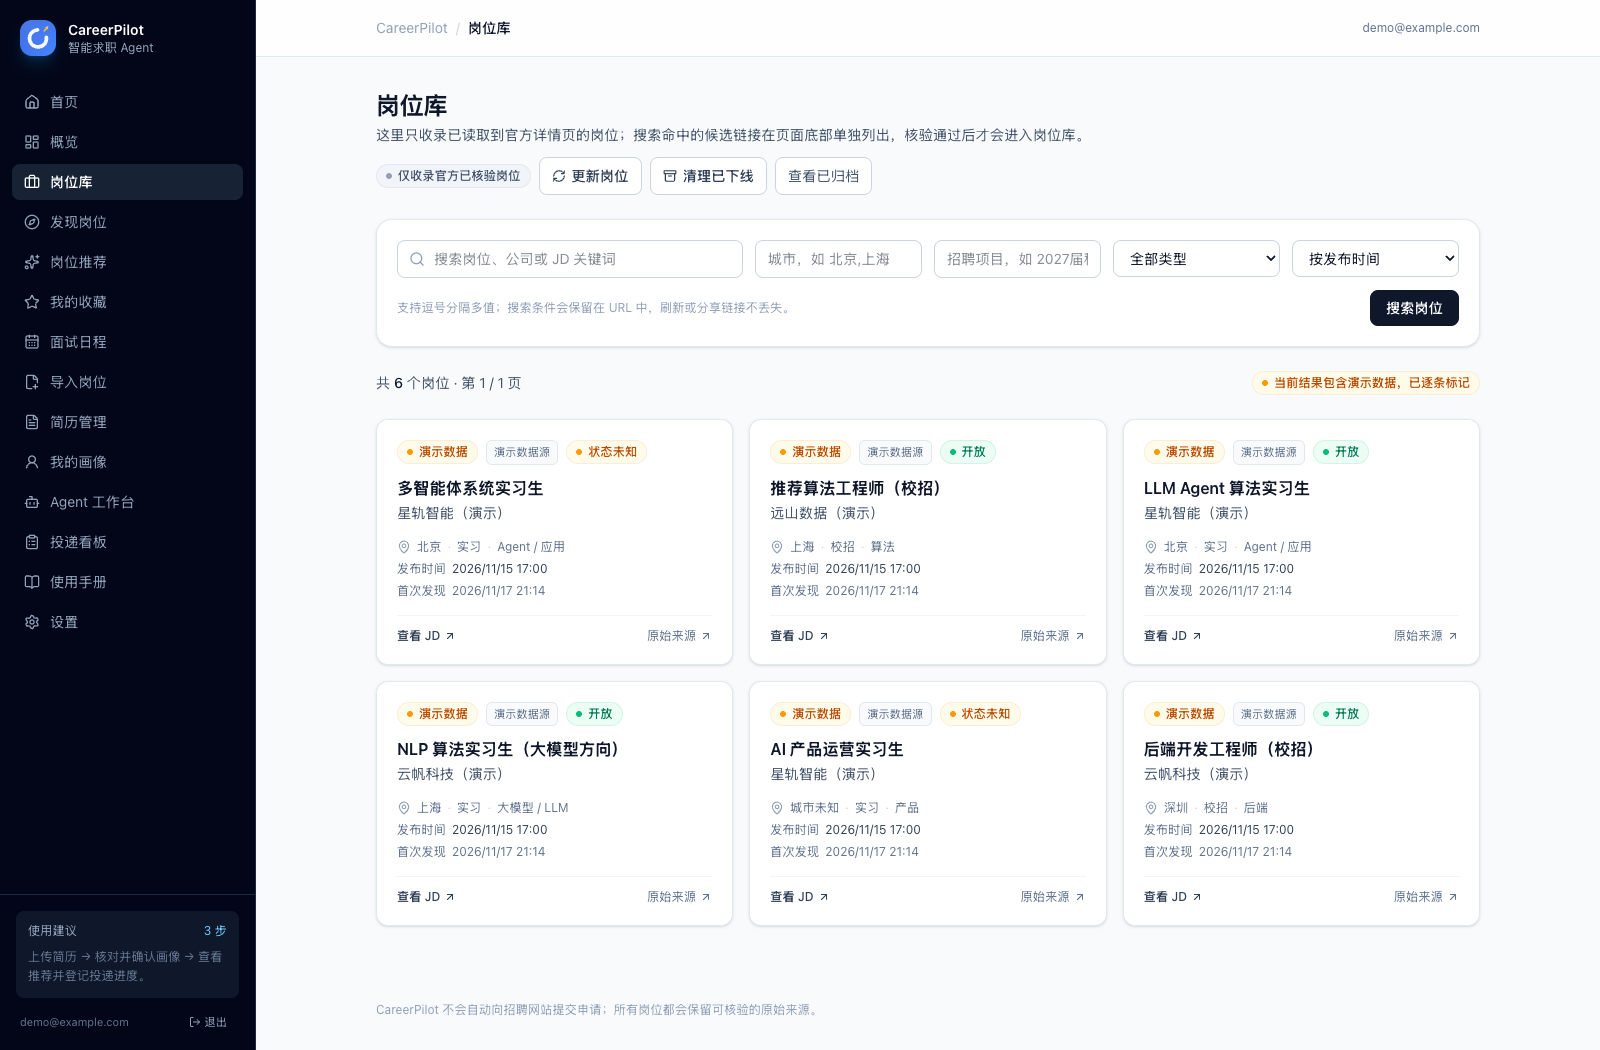 CareerPilot
智能求职 Agent
首页
概览
岗位库
发现岗位
岗位推荐
我的收藏
面试日程
导入岗位
简历管理
我的画像
Agent 工作台
投递看板
使用手册
设置
使用建议 3 步
上传简历 → 核对并确认画像 → 查看
推荐并登记投递进度。
demo@example.com 退出
CareerPilot / 岗位库 demo@example.com
岗位库
这里只收录已读取到官方详情页的岗位；搜索命中的候选链接在页面底部单独列出，核验通过后才会进入岗位库。
仅收录官方已核验岗位 更新岗位 清理已下线 查看已归档
搜索岗位、公司或 JD 关键词 城市，如 北京,上海 招聘项目，如 2027届 全部类型 按发布时间
支持逗号分隔多值；搜索条件会保留在 URL 中，刷新或分享链接不丢失。 搜索岗位
共 6 个岗位 · 第 1 / 1 页 当前结果包含演示数据，已逐条标记
演示数据 演示数据源 状态未知
多智能体系统实习生
星轨智能（演示）
北京 · 实习 · Agent / 应用
发布时间 2026/11/15 17:00
首次发现 2026/11/17 21:14
查看 JD ↗ 原始来源 ↗
演示数据 演示数据源 开放
推荐算法工程师（校招）
远山数据（演示）
上海 · 校招 · 算法
发布时间 2026/11/15 17:00
首次发现 2026/11/17 21:14
查看 JD ↗ 原始来源 ↗
演示数据 演示数据源 开放
LLM Agent 算法实习生
星轨智能（演示）
北京 · 实习 · Agent / 应用
发布时间 2026/11/15 17:00
首次发现 2026/11/17 21:14
查看 JD ↗ 原始来源 ↗
演示数据 演示数据源 开放
NLP 算法实习生（大模型方向）
云帆科技（演示）
上海 · 实习 · 大模型 / LLM
发布时间 2026/11/15 17:00
首次发现 2026/11/17 21:14
查看 JD ↗ 原始来源 ↗
演示数据 演示数据源 状态未知
AI 产品运营实习生
星轨智能（演示）
城市未知 · 实习 · 产品
发布时间 2026/11/15 17:00
首次发现 2026/11/17 21:14
查看 JD ↗ 原始来源 ↗
演示数据 演示数据源 开放
后端开发工程师（校招）
云帆科技（演示）
深圳 · 校招 · 后端
发布时间 2026/11/15 17:00
首次发现 2026/11/17 21:14
查看 JD ↗ 原始来源 ↗
CareerPilot 不会自动向招聘网站提交申请；所有岗位都会保留可核验的原始来源。